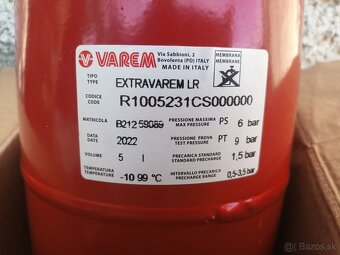 VAREM
Via Sabbioni, 2
Bovolenta (PD) ITALY
MADE IN ITALY
MEMBRANA
MEMBRANE
TIPO
TYPE
EXTRAVAREM LR
CODICE
CODE
R1005231CS000000
MATRICOLA
PRESSIONE MASSIMA
MAX PRESSURE
PS 6 bar
DATA
DATE
2022
PRESSIONE PROVA
TEST PRESSURE
PT 9 bar
VOLUME
5 l
PRECARICA STANDARD
STANDARD PRECHARGE
1,5 bar
TEMPERATURA
TEMPERATURE
-10 99 °C
INTERVALLO PRECARICA
PRECHARGE RANGE
0,5-3,5 bar
bazos.sk